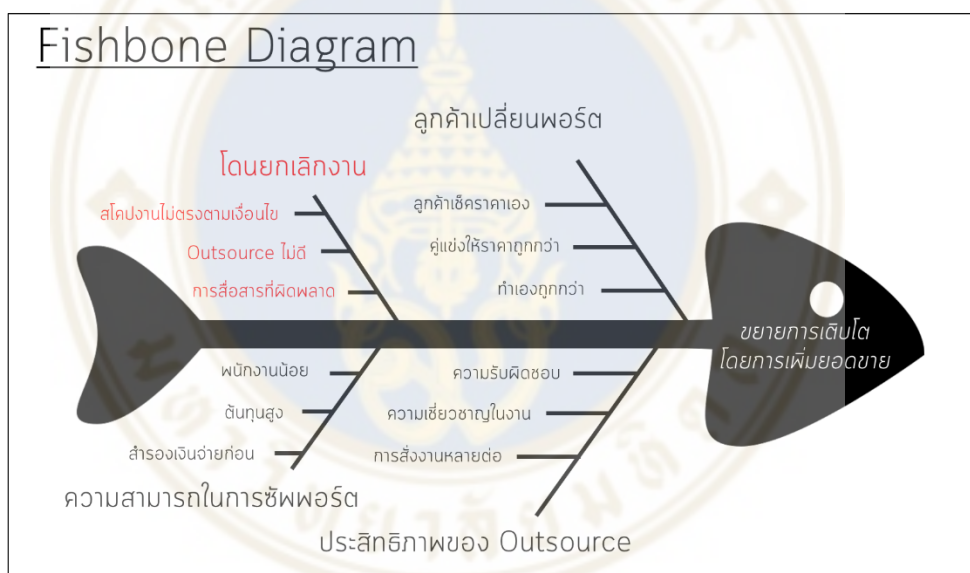 Fishbone Diagram
ลูกค้าเปลี่ยนพอร์ต
โดนยกเลิกงาน
ลูกค้าเช็คราคาเอง
สโคปงานไม่ตรงตามเงื่อนไข
คู่แข่งให้ราคาถูกกว่า
Outsource ไม่ดี
ทำเองถูกกว่า
การสื่อสารที่ผิดพลาด
ขยายการเติบโต
โดยการเพิ่มยอดขาย
พนักงานน้อย
ความรับผิดชอบ
ต้นทุนสูง
ความเชี่ยวชาญในงาน
สำรองเงินจ่ายก่อน
การสั่งงานหลายต่อ
ความสามารถในการซัพพอร์ต
ประสิทธิภาพของ Outsource